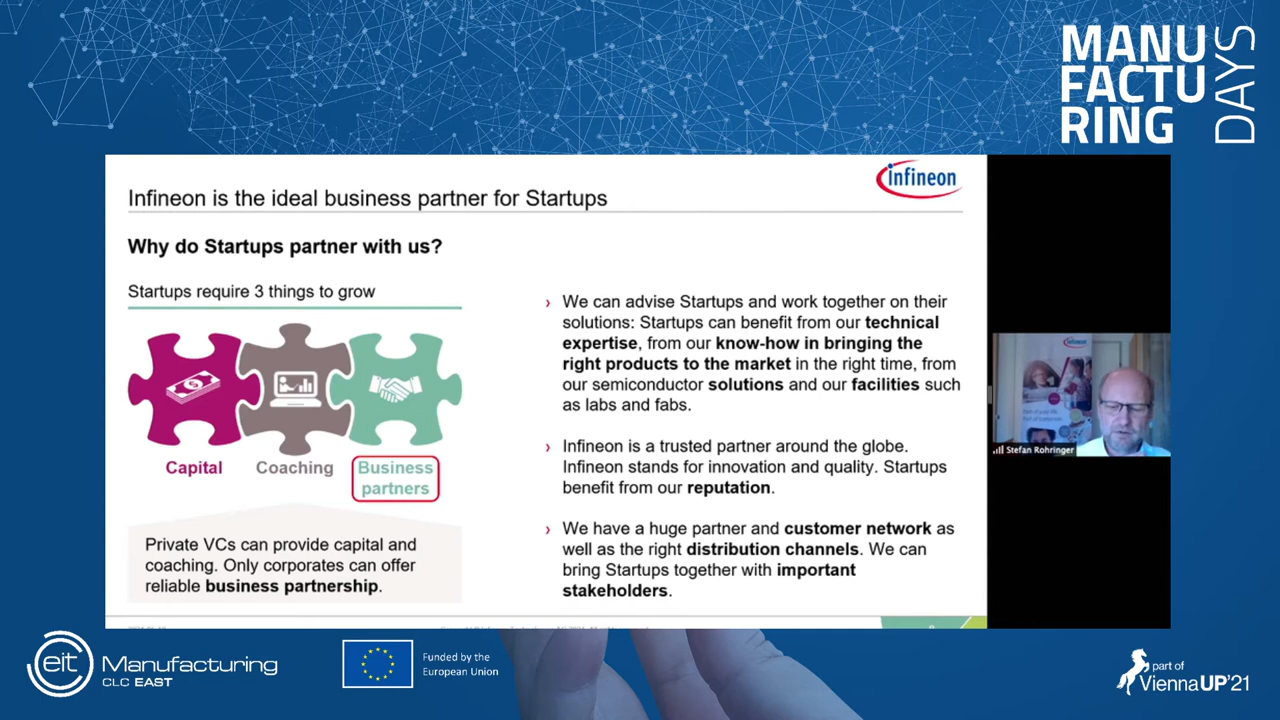 MANU
FACTU
RING
DAYS
infineon
Infineon is the ideal business partner for Startups
Why do Startups partner with us?
Startups require 3 things to grow
Capital
Coaching
Business
partners
Private VCs can provide capital and
coaching. Only corporates can offer
reliable business partnership.
› We can advise Startups and work together on their
solutions: Startups can benefit from our technical
expertise, from our know-how in bringing the
right products to the market in the right time, from
our semiconductor solutions and our facilities such
as labs and fabs.
› Infineon is a trusted partner around the globe.
Infineon stands for innovation and quality. Startups
benefit from our reputation.
› We have a huge partner and customer network as
well as the right distribution channels. We can
bring Startups together with important
stakeholders.
infineon
Stefan Rohringer
eit Manufacturing
CLC EAST
Funded by the
European Union
part of
ViennaUP'21